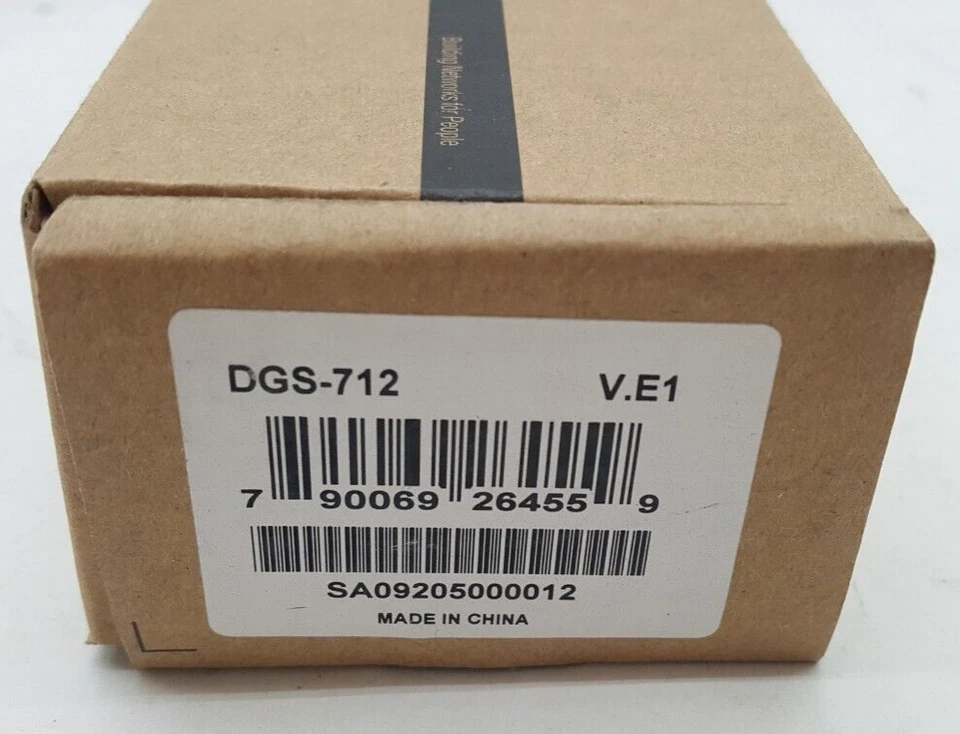 Building Networks for People
DGS-712 V.E1
7 90069 26455 9
SA09205000012
MADE IN CHINA